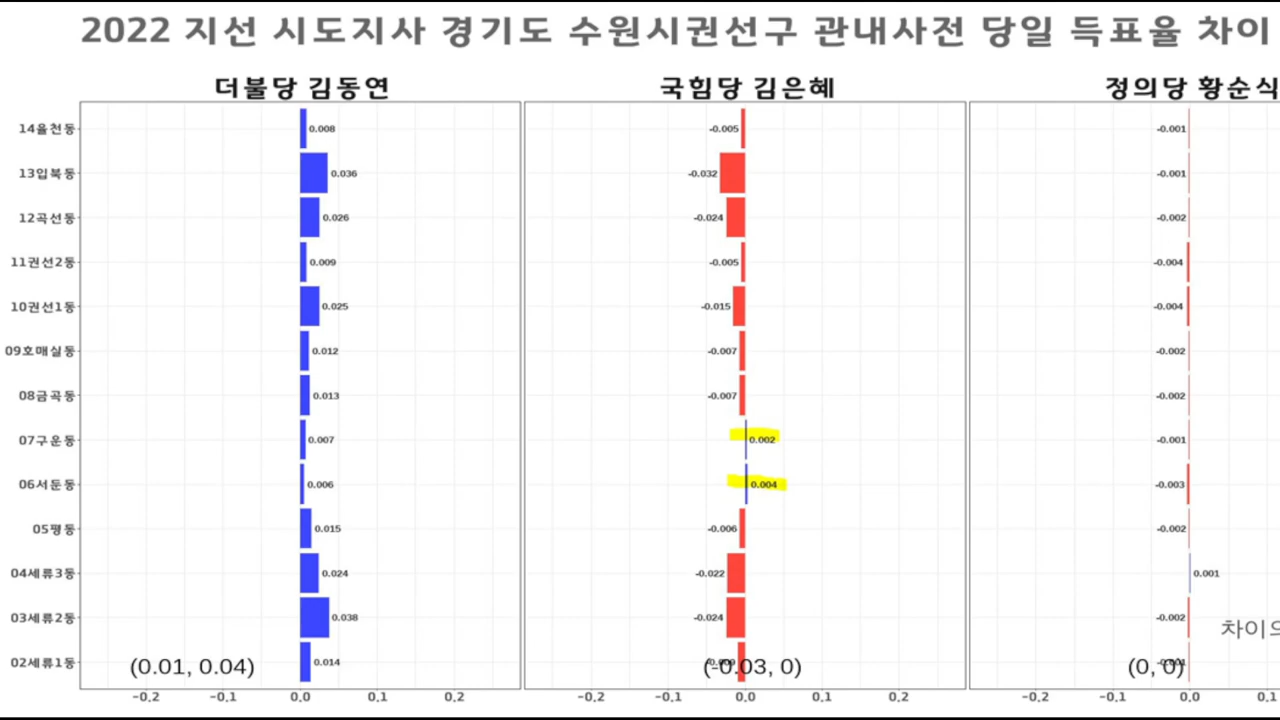 2022 지선 시도지사 경기도 수원시권선구 관내사전 당일 득표율 차이
더불당 김동연 국힘당 김은혜 정의당 황순식
14율천동 0.008 -0.005 -0.001
13입북동 0.036 -0.032 -0.001
12곡선동 0.026 -0.024 -0.002
11권선2동 0.009 -0.005 -0.004
10권선1동 0.025 -0.015 -0.004
09호매실동 0.012 -0.007 -0.002
08금곡동 0.013 -0.007 -0.002
07구운동 0.007 0.002 -0.001
06서둔동 0.006 0.004 -0.003
05평동 0.015 -0.006 -0.002
04세류3동 0.024 -0.022 0.001
03세류2동 0.038 -0.024 -0.002
차이
02세류1동 0.014
(0.01, 0.04) (-0.03, 0) (0, 0)
-0.2 -0.1 0.0 0.1 0.2 -0.2 -0.1 0.0 0.1 0.2 -0.2 -0.1 0.0 0.1